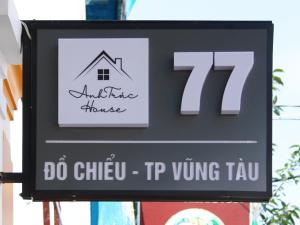 Anh Trúc
House
77
ĐỒ CHIỂU - TP VŨNG TÀU